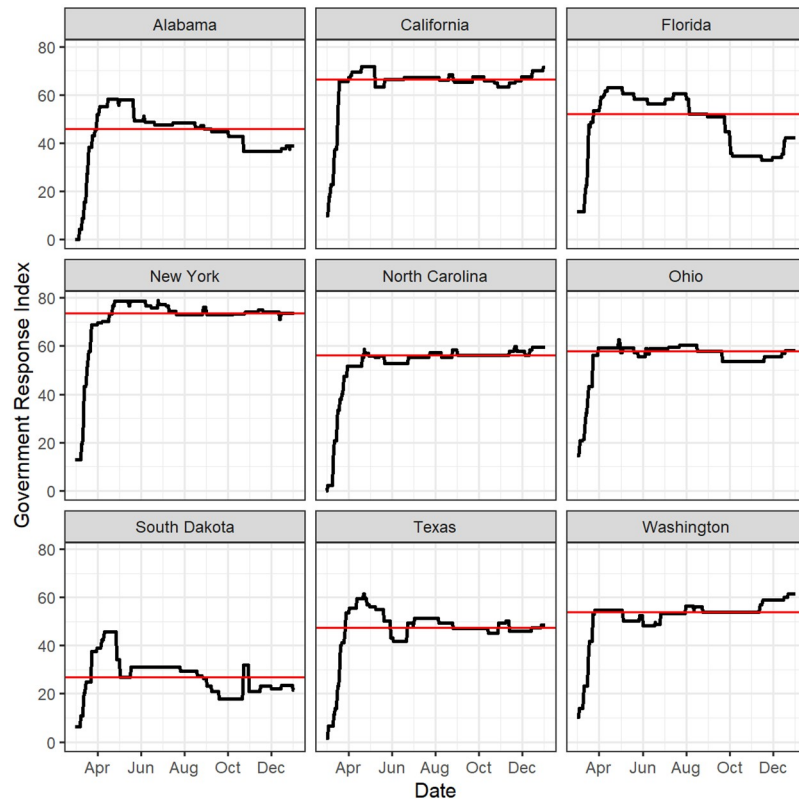 Alabama California Florida
80
60
40
20
0
New York North Carolina Ohio
80
60
40
20
0
South Dakota Texas Washington
80
60
40
20
0
Apr Jun Aug Oct Dec Apr Jun Aug Oct Dec Apr Jun Aug Oct Dec
Date
Government Response Index